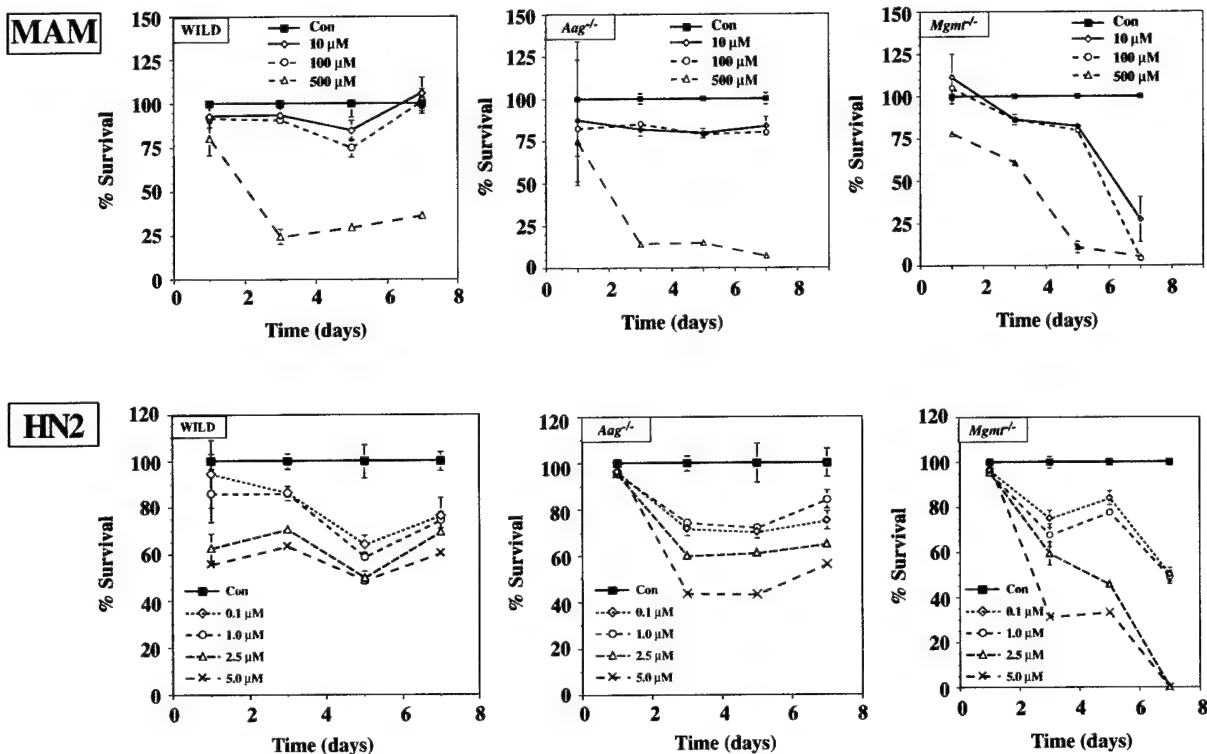 MAM
WILD
Con
10 µM
100 µM
500 µM
150
125
100
75
50
25
0
% Survival
0 2 4 6 8
Time (days)
Aag-/-
Con
10 µM
100 µM
500 µM
150
125
100
75
50
25
0
% Survival
0 2 4 6 8
Time (days)
Mgmt-/-
Con
10 µM
100 µM
500 µM
150
125
100
75
50
25
0
% Survival
0 2 4 6 8
Time (days)
HN2
WILD
120
100
80
60
40
20
0
% Survival
Con
0.1 µM
1.0 µM
2.5 µM
5.0 µM
0 2 4 6 8
Time (days)
Aag-/-
120
100
80
60
40
20
0
% Survival
Con
0.1 µM
1.0 µM
2.5 µM
5.0 µM
0 2 4 6 8
Time (days)
Mgmt-/-
120
100
80
60
40
20
0
% Survival
Con
0.1 µM
1.0 µM
2.5 µM
5.0 µM
0 2 4 6 8
Time (days)